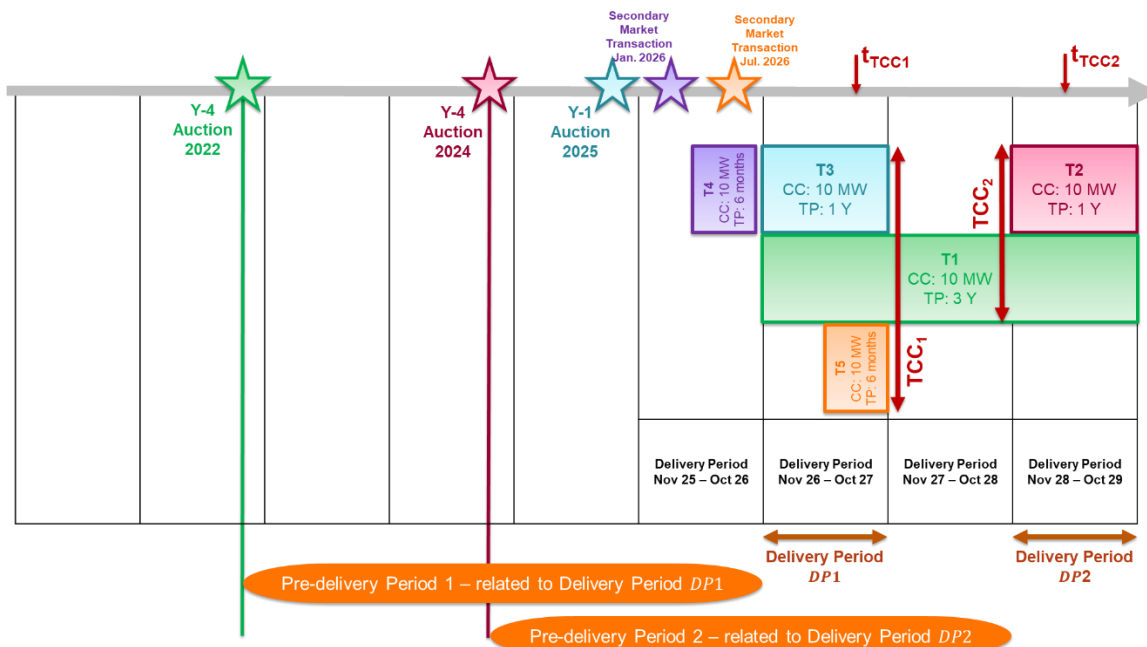 Secondary
Market
Transaction
Jan. 2026
Secondary
Market
Transaction
Jul. 2026
tTCC1
tTCC2
Y-4
Auction
2022
Y-4
Auction
2024
Y-1
Auction
2025
T4
CC: 10 MW
TP: 6 months
T3
CC: 10 MW
TP: 1 Y
TCC1
TCC2
T2
CC: 10 MW
TP: 1 Y
T1
CC: 10 MW
TP: 3 Y
T5
CC: 10 MW
TP: 6 months
Delivery Period
Nov 25 – Oct 26
Delivery Period
Nov 26 – Oct 27
Delivery Period
Nov 27 – Oct 28
Delivery Period
Nov 28 – Oct 29
Delivery Period
DP1
Delivery Period
DP2
Pre-delivery Period 1 – related to Delivery Period DP1
Pre-delivery Period 2 – related to Delivery Period DP2